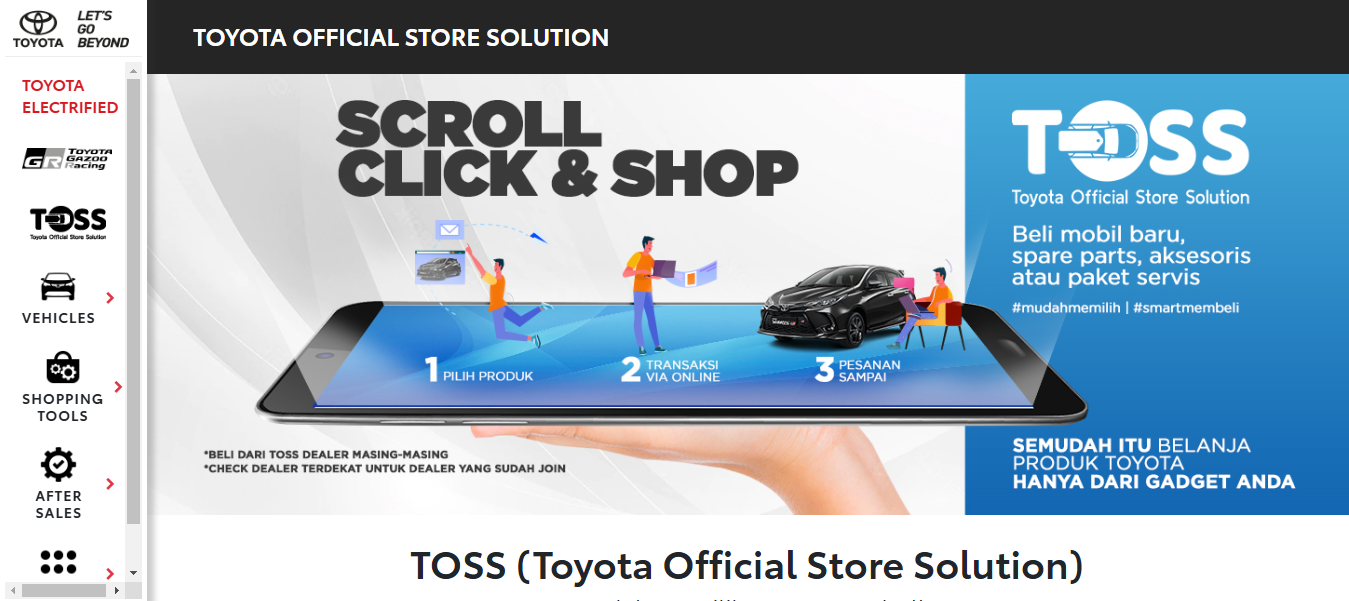 TOYOTA
LET'S
GO
BEYOND
TOYOTA
ELECTRIFIED
GR TOYOTA
GAZOO
Racing
TOSS
Toyota Official Store Solution
VEHICLES
SHOPPING
TOOLS
AFTER
SALES
TOYOTA OFFICIAL STORE SOLUTION
SCROLL
CLICK & SHOP
1 PILIH PRODUK
2 TRANSAKSI
VIA ONLINE
3 PESANAN
SAMPAI
*BELI DARI TOSS DEALER MASING-MASING
*CHECK DEALER TERDEKAT UNTUK DEALER YANG SUDAH JOIN
TOSS
Toyota Official Store Solution
Beli mobil baru,
spare parts, aksesoris
atau paket servis
#mudahmemilih | #smartmembeli
SEMUDAH ITU BELANJA
PRODUK TOYOTA
HANYA DARI GADGET ANDA
TOSS (Toyota Official Store Solution)